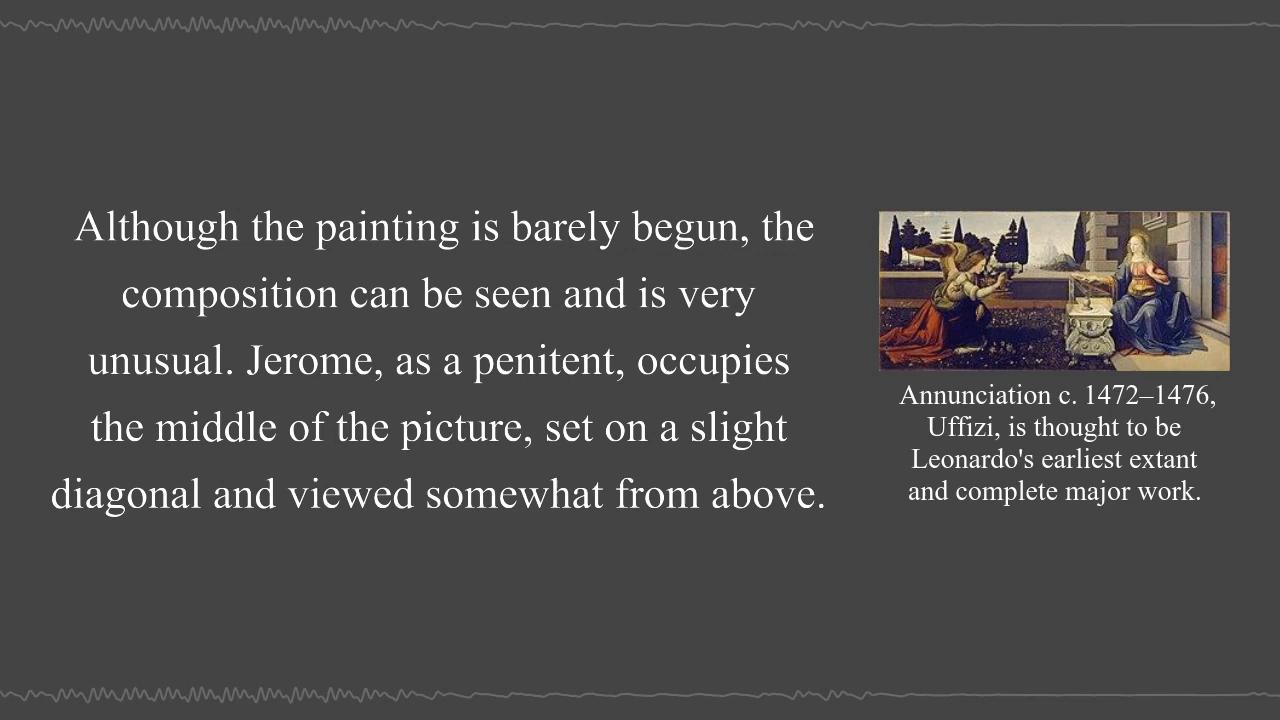 Although the painting is barely begun, the
composition can be seen and is very
unusual. Jerome, as a penitent, occupies
the middle of the picture, set on a slight
diagonal and viewed somewhat from above.
Annunciation c. 1472–1476,
Uffizi, is thought to be
Leonardo's earliest extant
and complete major work.